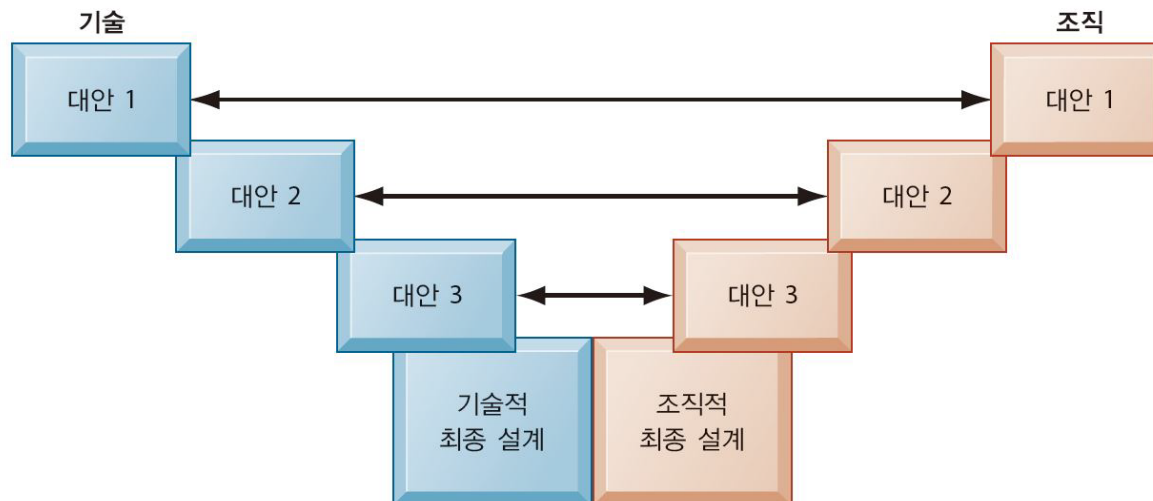 기술
조직
대안 1
대안 1
대안 2
대안 2
대안 3
대안 3
기술적
최종 설계
조직적
최종 설계